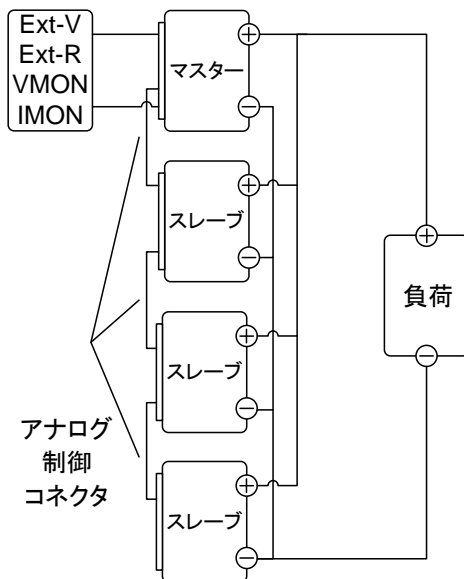 Ext-V
Ext-R
VMON
IMON
マスター
+
-
スレーブ
+
-
スレーブ
+
-
スレーブ
+
-
+
負荷
-
アナログ
制御
コネクタ